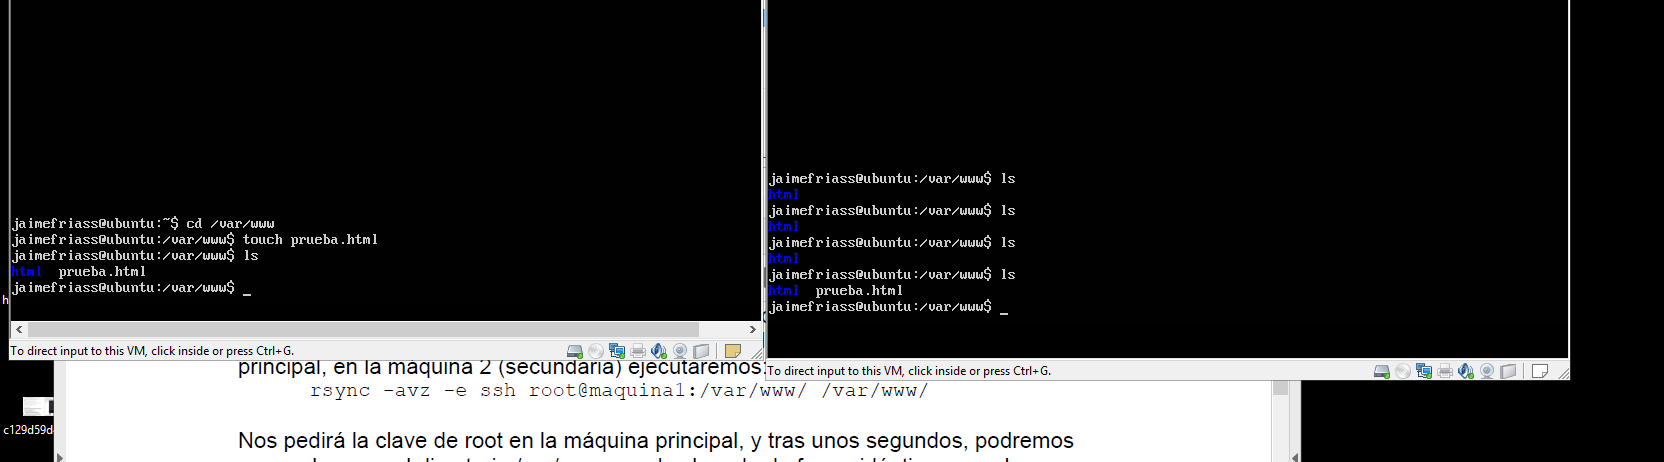 jaimefriass@ubuntu:~$ cd /var/www
jaimefriass@ubuntu:/var/www$ touch prueba.html
jaimefriass@ubuntu:/var/www$ ls
html  prueba.html
jaimefriass@ubuntu:/var/www$ _
To direct input to this VM, click inside or press Ctrl+G.
jaimefriass@ubuntu:/var/www$ ls
html
jaimefriass@ubuntu:/var/www$ ls
html
jaimefriass@ubuntu:/var/www$ ls
html
jaimefriass@ubuntu:/var/www$ ls
html  prueba.html
jaimefriass@ubuntu:/var/www$ _
To direct input to this VM, click inside or press Ctrl+G.
h
c129d59d
principal, en la máquina 2 (secundaria) ejecutaremos:
rsync -avz -e ssh root@maquina1:/var/www/ /var/www/
Nos pedirá la clave de root en la máquina principal, y tras unos segundos, podremos